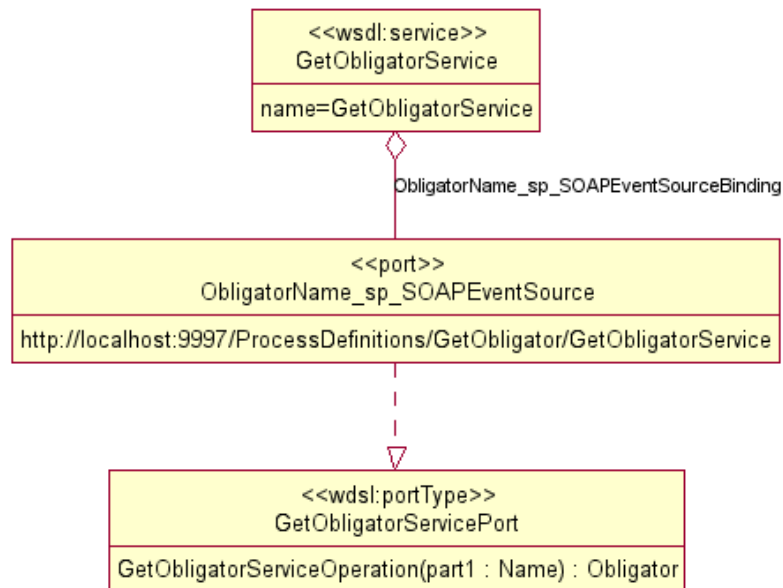 <<wsdl:service>>
GetObligatorService
name=GetObligatorService
ObligatorName_sp_SOAPEventSourceBinding
<<port>>
ObligatorName_sp_SOAPEventSource
http://localhost:9997/ProcessDefinitions/GetObligator/GetObligatorService
<<wdsl:portType>>
GetObligatorServicePort
GetObligatorServiceOperation(part1 : Name) : Obligator